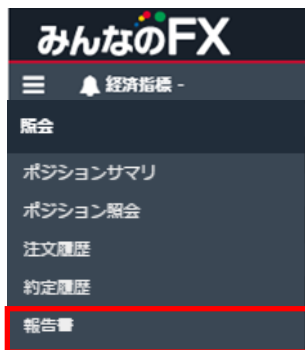 みんなのFX
経済指標 -
照会
ポジションサマリ
ポジション照会
注文履歴
約定履歴
報告書